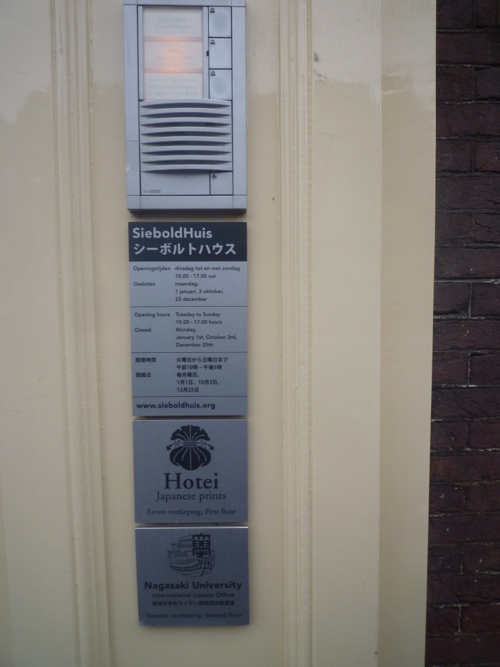 SieboldHuis
シーボルトハウス
Openingstijden dinsdag tot en met zondag
10.00 - 17.00 uur
Gesloten maandag,
1 januari, 3 oktober,
25 december
Opening hours Tuesday to Sunday
10.00 - 17.00 hours
Closed Monday,
January 1st, October 3rd,
December 25th
開館時間 火曜日から日曜日まで
午前10時 - 午後5時
閉館日 毎月曜日、
1月1日、10月3日、
12月25日
www.sieboldhuis.org
Hotei
Japanese prints
Eerste verdieping, First floor
Nagasaki University
International Liaison Office
Tweede verdieping, Second floor